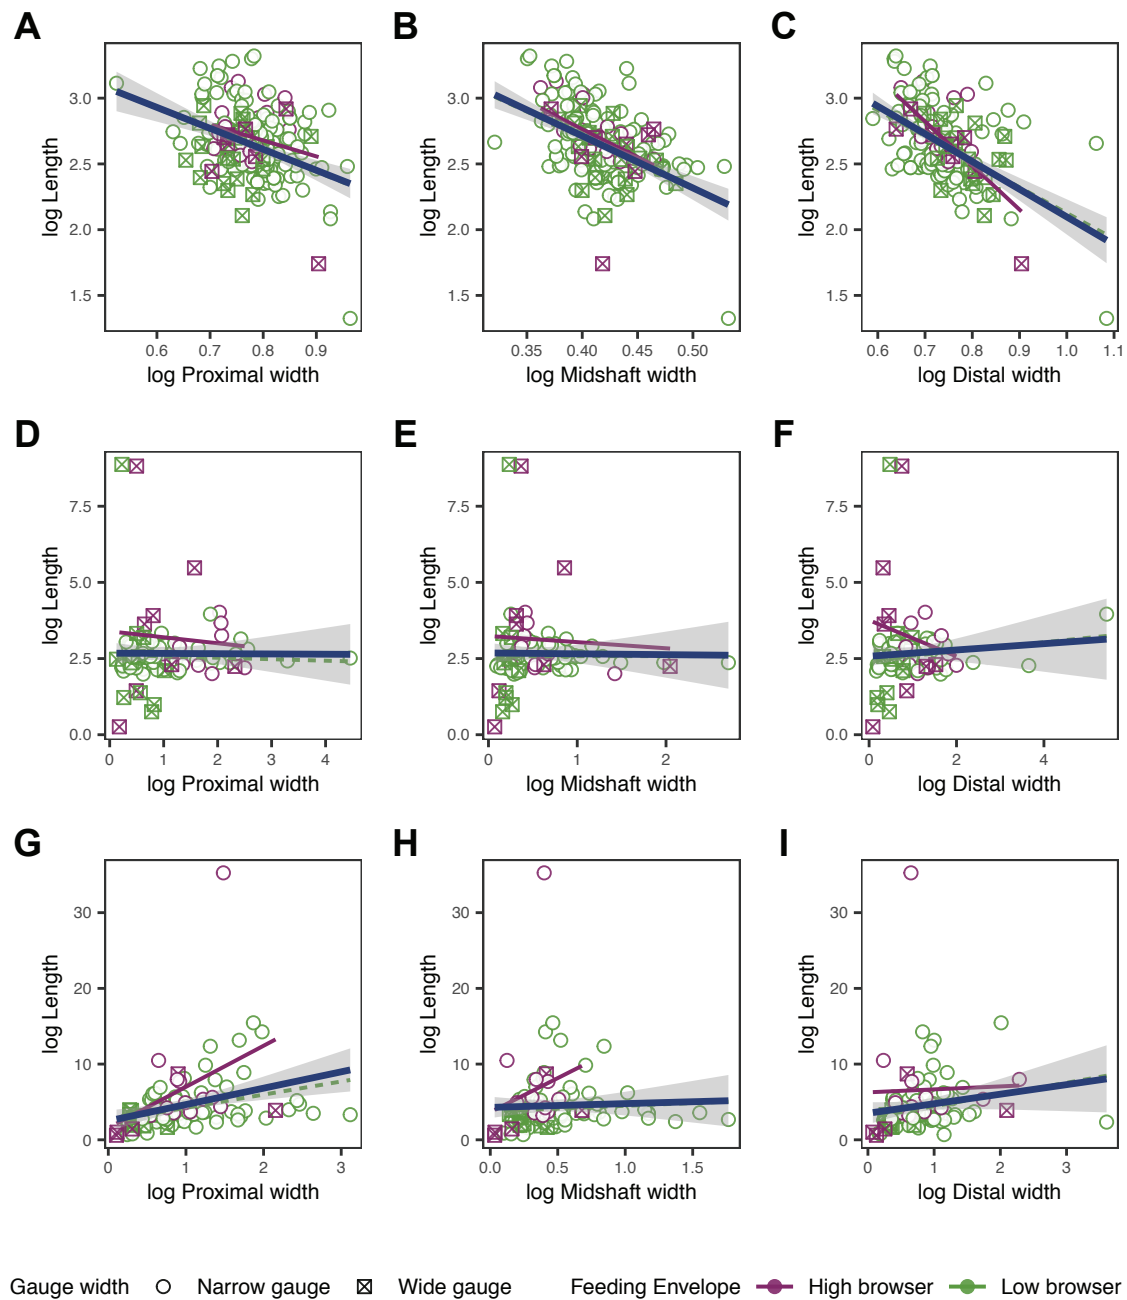 A B C
log Length
3.0
2.5
2.0
1.5
0.6 0.7 0.8 0.9
log Proximal width
log Length
3.0
2.5
2.0
1.5
0.35 0.40 0.45 0.50
log Midshaft width
log Length
3.0
2.5
2.0
1.5
0.6 0.7 0.8 0.9 1.0 1.1
log Distal width
D E F
log Length
7.5
5.0
2.5
0.0
0 1 2 3 4
log Proximal width
log Length
7.5
5.0
2.5
0.0
0 1 2
log Midshaft width
log Length
7.5
5.0
2.5
0.0
0 2 4
log Distal width
G H I
log Length
30
20
10
0
0 1 2 3
log Proximal width
log Length
30
20
10
0
0.0 0.5 1.0 1.5
log Midshaft width
log Length
30
20
10
0
0 1 2 3
log Distal width
Gauge width Narrow gauge Wide gauge Feeding Envelope High browser Low browser